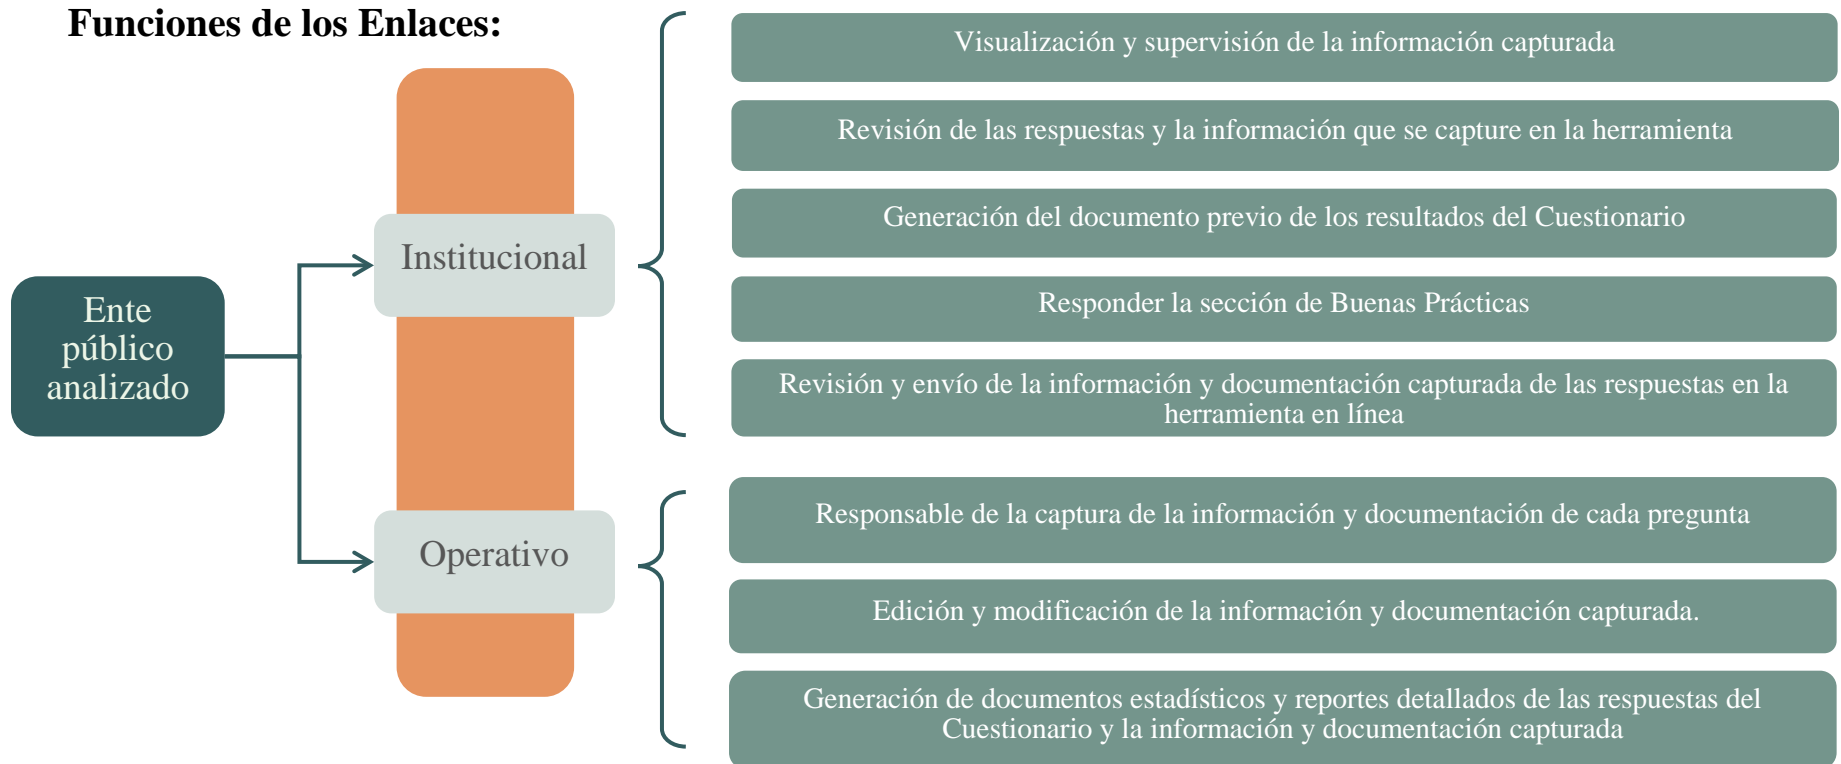 Funciones de los Enlaces:
Ente
público
analizado
Institucional
Visualización y supervisión de la información capturada
Revisión de las respuestas y la información que se capture en la herramienta
Generación del documento previo de los resultados del Cuestionario
Responder la sección de Buenas Prácticas
Revisión y envío de la información y documentación capturada de las respuestas en la
herramienta en línea
Operativo
Responsable de la captura de la información y documentación de cada pregunta
Edición y modificación de la información y documentación capturada.
Generación de documentos estadísticos y reportes detallados de las respuestas del
Cuestionario y la información y documentación capturada